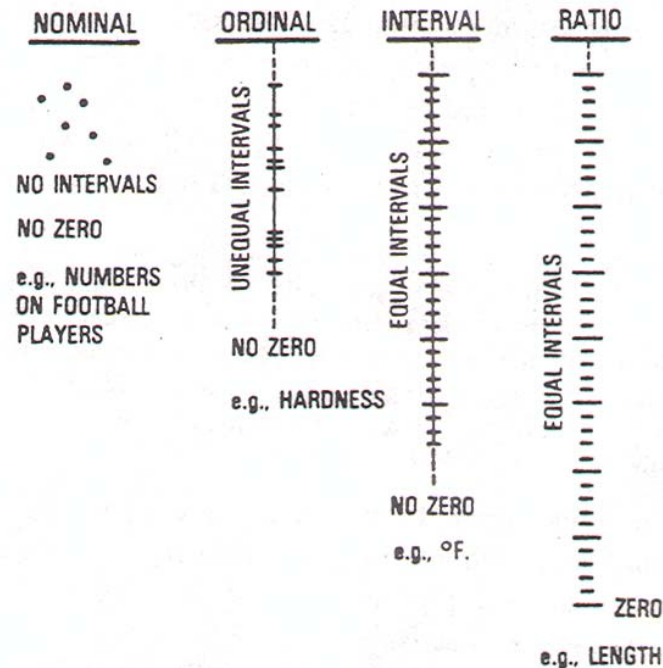 NOMINAL
NO INTERVALS
NO ZERO
e.g., NUMBERS
ON FOOTBALL
PLAYERS
ORDINAL
UNEQUAL INTERVALS
NO ZERO
e.g., HARDNESS
INTERVAL
EQUAL INTERVALS
NO ZERO
e.g., °F.
RATIO
EQUAL INTERVALS
ZERO
e.g., LENGTH